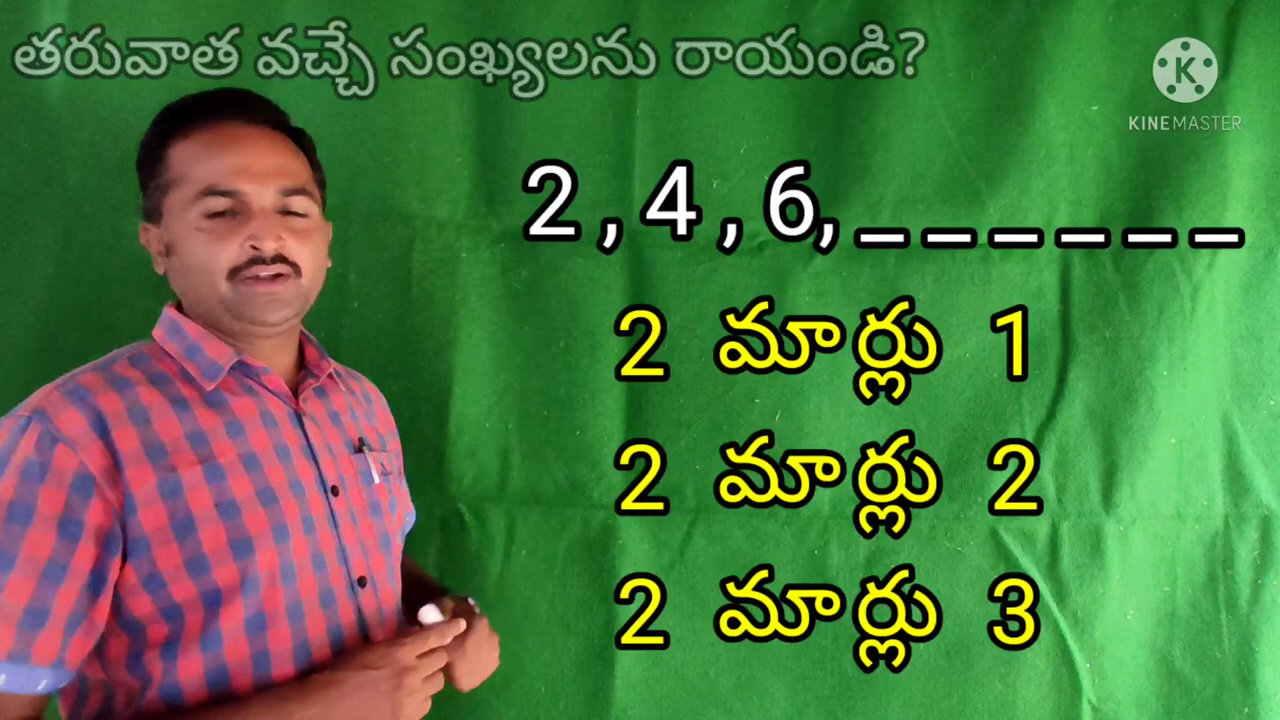 తరువాత వచ్చే సంఖ్యలను రాయండి?
KINEMASTER
2 , 4 , 6, _ _ _ _ _ _
2 మార్లు 1
2 మార్లు 2
2 మార్లు 3